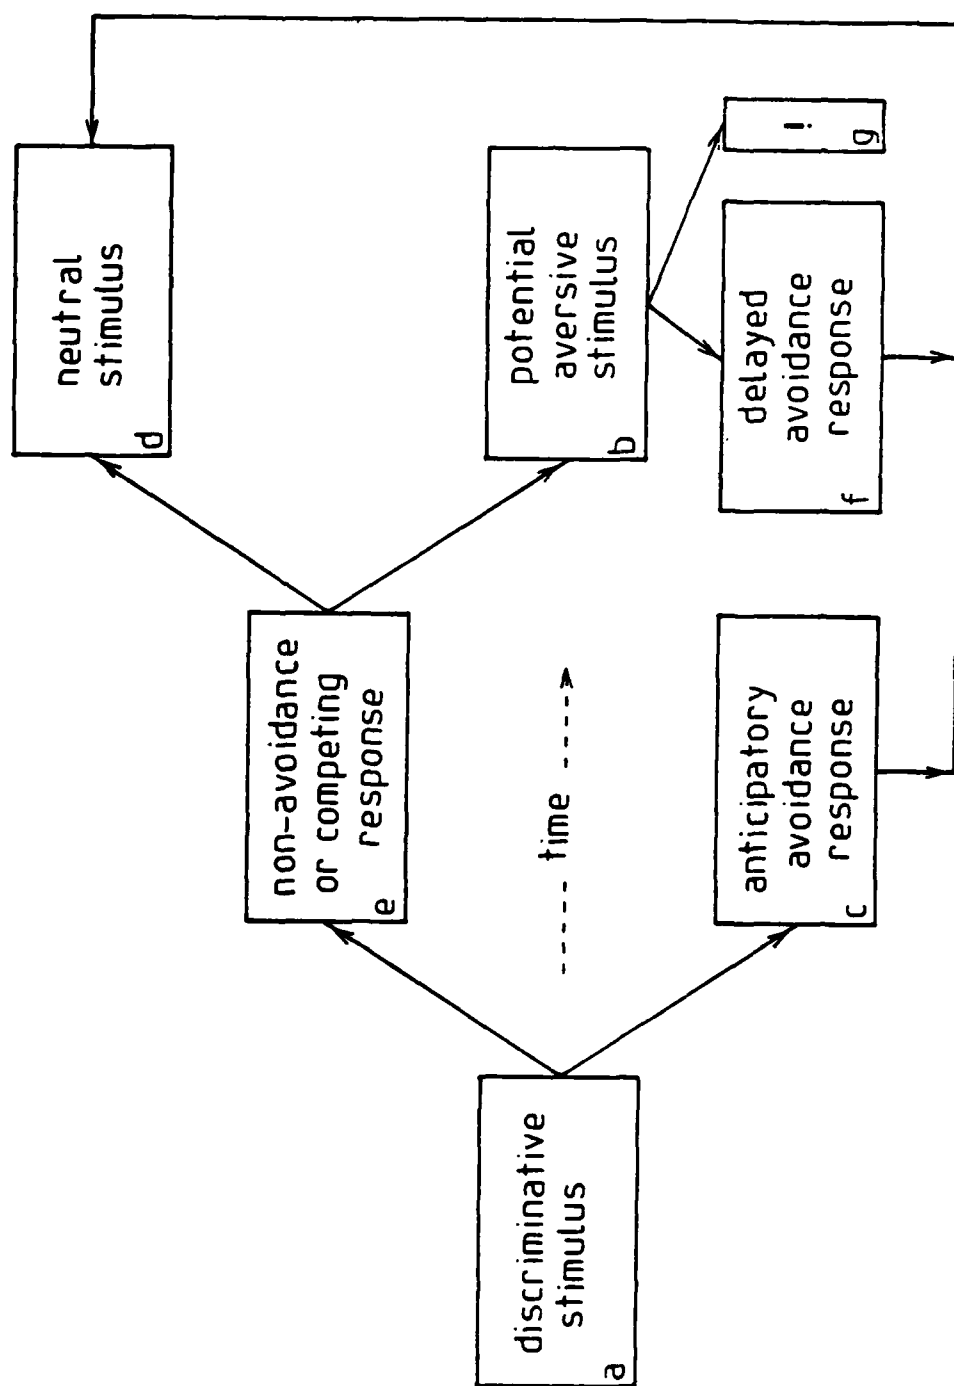 discriminative
stimulus
a
non-avoidance
or competing
response
e
anticipatory
avoidance
response
c
----- time ----->
neutral
stimulus
d
potential
aversive
stimulus
b
delayed
avoidance
response
f
!
g